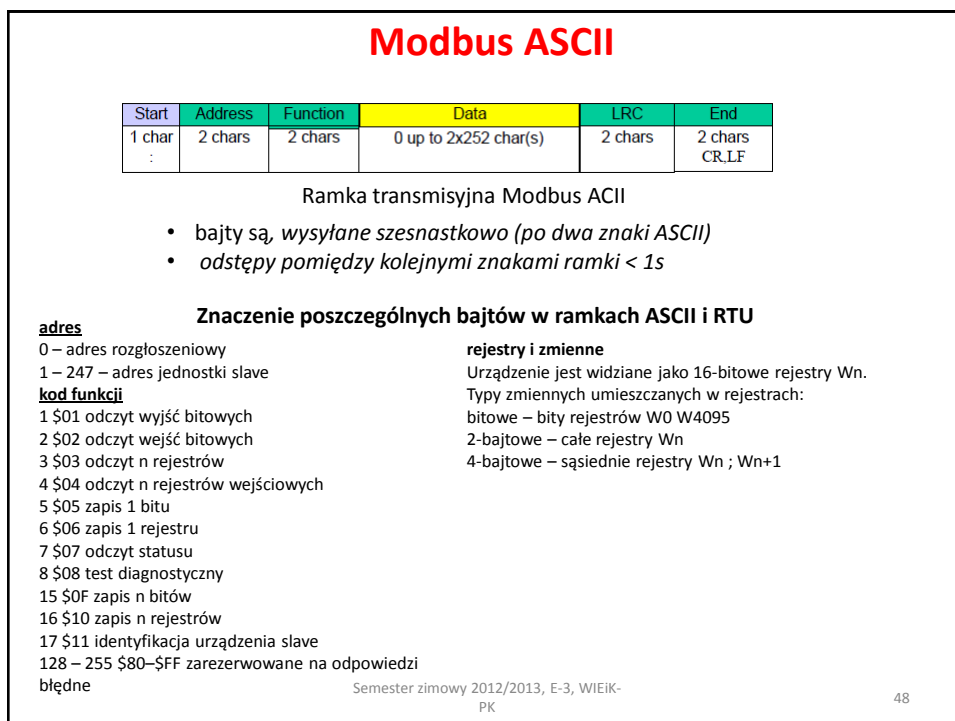 Modbus ASCII
Start Address Function Data LRC End
1 char 2 chars 2 chars 0 up to 2x252 char(s) 2 chars 2 chars
: CR,LF
Ramka transmisyjna Modbus ACII
• bajty są, wysyłane szesnastkowo (po dwa znaki ASCII)
• odstępy pomiędzy kolejnymi znakami ramki < 1s
Znaczenie poszczególnych bajtów w ramkach ASCII i RTU
adres
0 – adres rozgłoszeniowy
1 – 247 – adres jednostki slave
kod funkcji
1 $01 odczyt wyjść bitowych
2 $02 odczyt wejść bitowych
3 $03 odczyt n rejestrów
4 $04 odczyt n rejestrów wejściowych
5 $05 zapis 1 bitu
6 $06 zapis 1 rejestru
7 $07 odczyt statusu
8 $08 test diagnostyczny
15 $0F zapis n bitów
16 $10 zapis n rejestrów
17 $11 identyfikacja urządzenia slave
128 – 255 $80–$FF zarezerwowane na odpowiedzi
błędne
rejestry i zmienne
Urządzenie jest widziane jako 16-bitowe rejestry Wn.
Typy zmiennych umieszczanych w rejestrach:
bitowe – bity rejestrów W0 W4095
2-bajtowe – całe rejestry Wn
4-bajtowe – sąsiednie rejestry Wn ; Wn+1
Semester zimowy 2012/2013, E-3, WIEiK-
PK
48